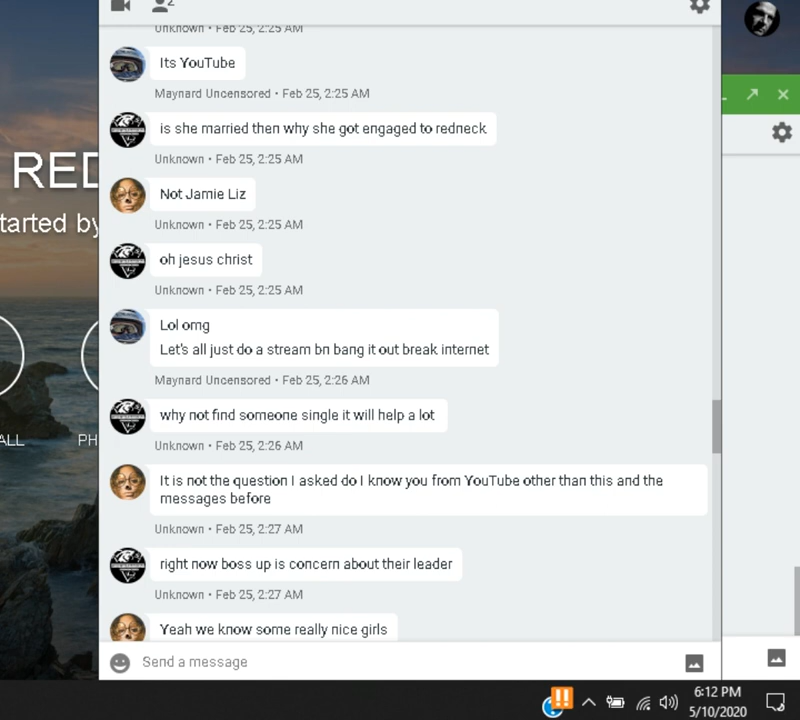 2
Unknown • Feb 25, 2:25 AM
Its YouTube
Maynard Uncensored • Feb 25, 2:25 AM
is she married then why she got engaged to redneck
Unknown • Feb 25, 2:25 AM
Not Jamie Liz
Unknown • Feb 25, 2:25 AM
oh jesus christ
Unknown • Feb 25, 2:25 AM
RED
tarted by
Lol omg
Let's all just do a stream bn bang it out break internet
Maynard Uncensored • Feb 25, 2:26 AM
why not find someone single it will help a lot
Unknown • Feb 25, 2:26 AM
ALL
PH
It is not the question I asked do I know you from YouTube other than this and the
messages before
Unknown • Feb 25, 2:27 AM
right now boss up is concern about their leader
Unknown • Feb 25, 2:27 AM
Yeah we know some really nice girls
Send a message
6:12 PM
5/10/2020